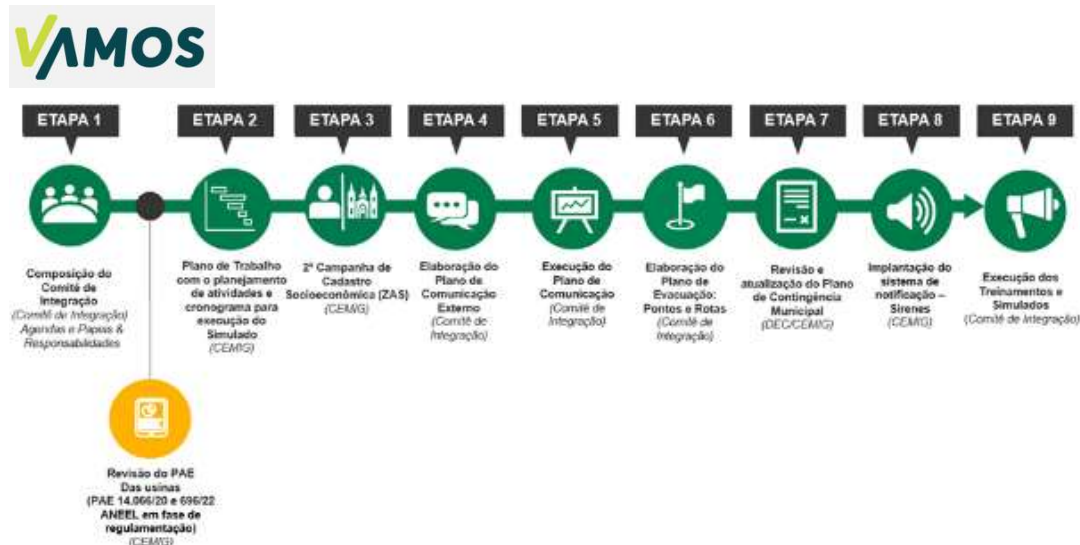 VAMOS
ETAPA 1
Composição do
Comitê de
Integração
(Comitê de Integração)
Agendas e Papeis &
Responsabilidades
Revisão do PAE
Das usinas
(PAE 14.066/20 e 696/22
ANEEL em fase de
regulamentação)
(CEMIG)
ETAPA 2
Plano de Trabalho
com o planejamento
de atividades e
cronograma para
execução do
Simulado
(CEMIG)
ETAPA 3
2ª Campanha de
Cadastro
Socioeconômica (ZAS)
(CEMIG)
ETAPA 4
Elaboração do
Plano de
Comunicação
Externo
(Comitê de
Integração)
ETAPA 5
Execução do
Plano de
Comunicação
(Comitê de
Integração)
ETAPA 6
Elaboração do
Plano de
Evacuação:
Pontos e Rotas
(Comitê de
Integração)
ETAPA 7
Revisão e
atualização do Plano
de Contingência
Municipal
(DEC/CEMIG)
ETAPA 8
Implantação do
sistema de
notificação –
Sirenes
(CEMIG)
ETAPA 9
Execução dos
Treinamentos e
Simulados
(Comitê de Integração)